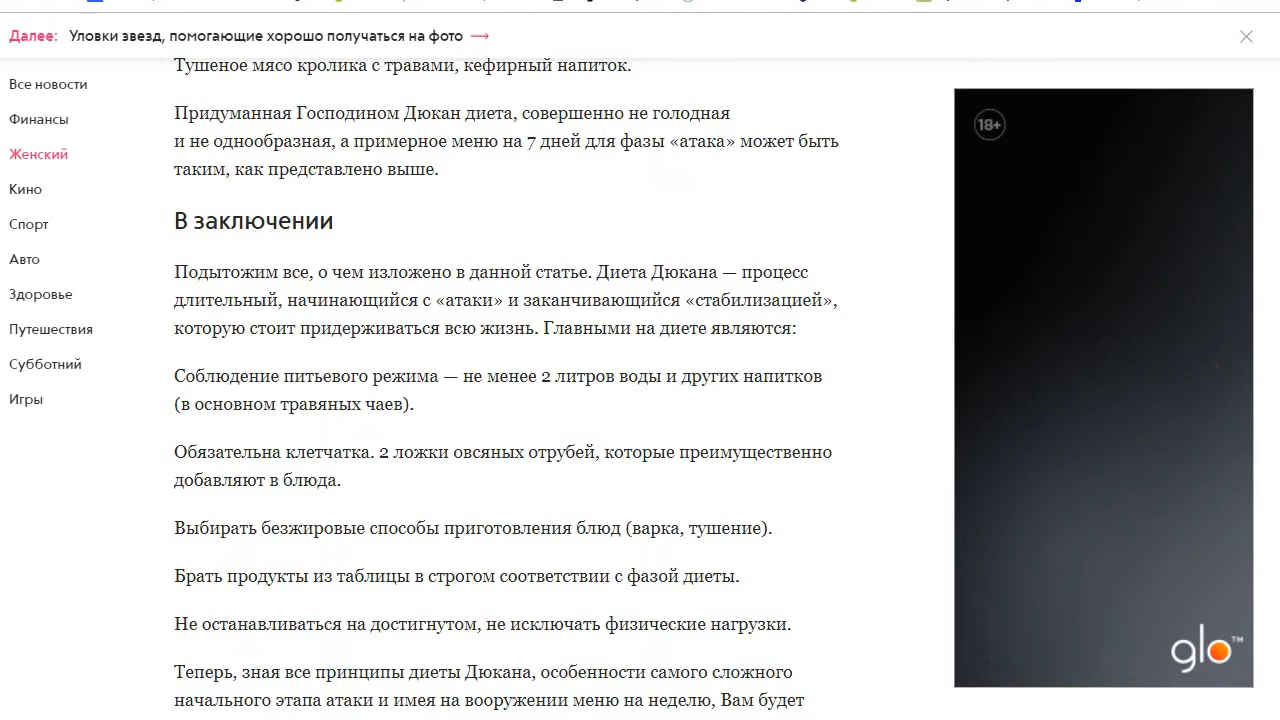 Далее: Уловки звезд, помогающие хорошо получаться на фото →
Все новости
Финансы
Женский
Кино
Спорт
Авто
Здоровье
Путешествия
Субботний
Игры
Тушеное мясо кролика с травами, кефирный напиток.
Придуманная Господином Дюкан диета, совершенно не голодная
и не однообразная, а примерное меню на 7 дней для фазы «атака» может быть
таким, как представлено выше.
В заключении
Подытожим все, о чем изложено в данной статье. Диета Дюкана — процесс
длительный, начинающийся с «атаки» и заканчивающийся «стабилизацией»,
которую стоит придерживаться всю жизнь. Главными на диете являются:
Соблюдение питьевого режима — не менее 2 литров воды и других напитков
(в основном травяных чаев).
Обязательна клетчатка. 2 ложки овсяных отрубей, которые преимущественно
добавляют в блюда.
Выбирать безжировые способы приготовления блюд (варка, тушение).
Брать продукты из таблицы в строгом соответствии с фазой диеты.
Не останавливаться на достигнутом, не исключать физические нагрузки.
Теперь, зная все принципы диеты Дюкана, особенности самого сложного
начального этапа атаки и имея на вооружении меню на неделю, Вам будет
18+
glo™